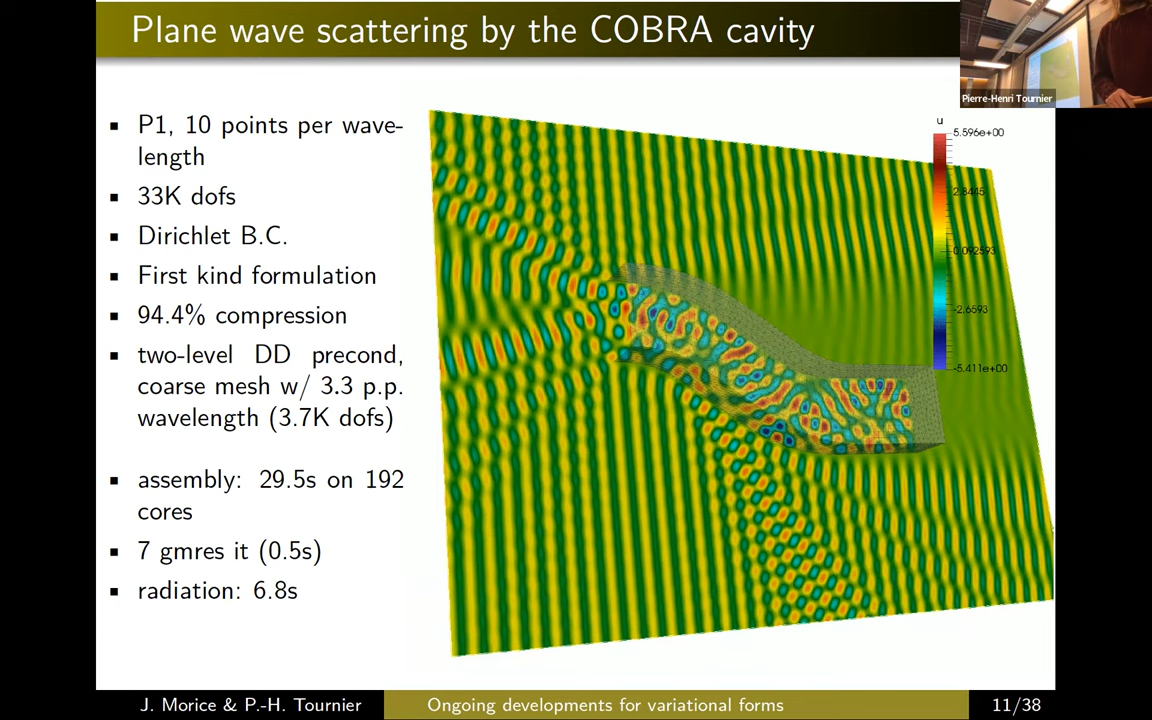 Plane wave scattering by the COBRA cavity
Pierre-Henri Tournier
▪ P1, 10 points per wave-
length
▪ 33K dofs
▪ Dirichlet B.C.
▪ First kind formulation
▪ 94.4% compression
▪ two-level DD precond,
coarse mesh w/ 3.3 p.p.
wavelength (3.7K dofs)
▪ assembly: 29.5s on 192
cores
▪ 7 gmres it (0.5s)
▪ radiation: 6.8s
u
5.596e+00
2.8445
0.092593
-2.6593
-5.411e+00
J. Morice & P.-H. Tournier
Ongoing developments for variational forms
11/38